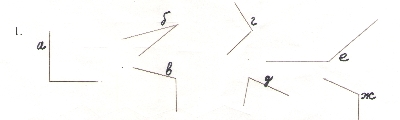 1. а б в г д е ж